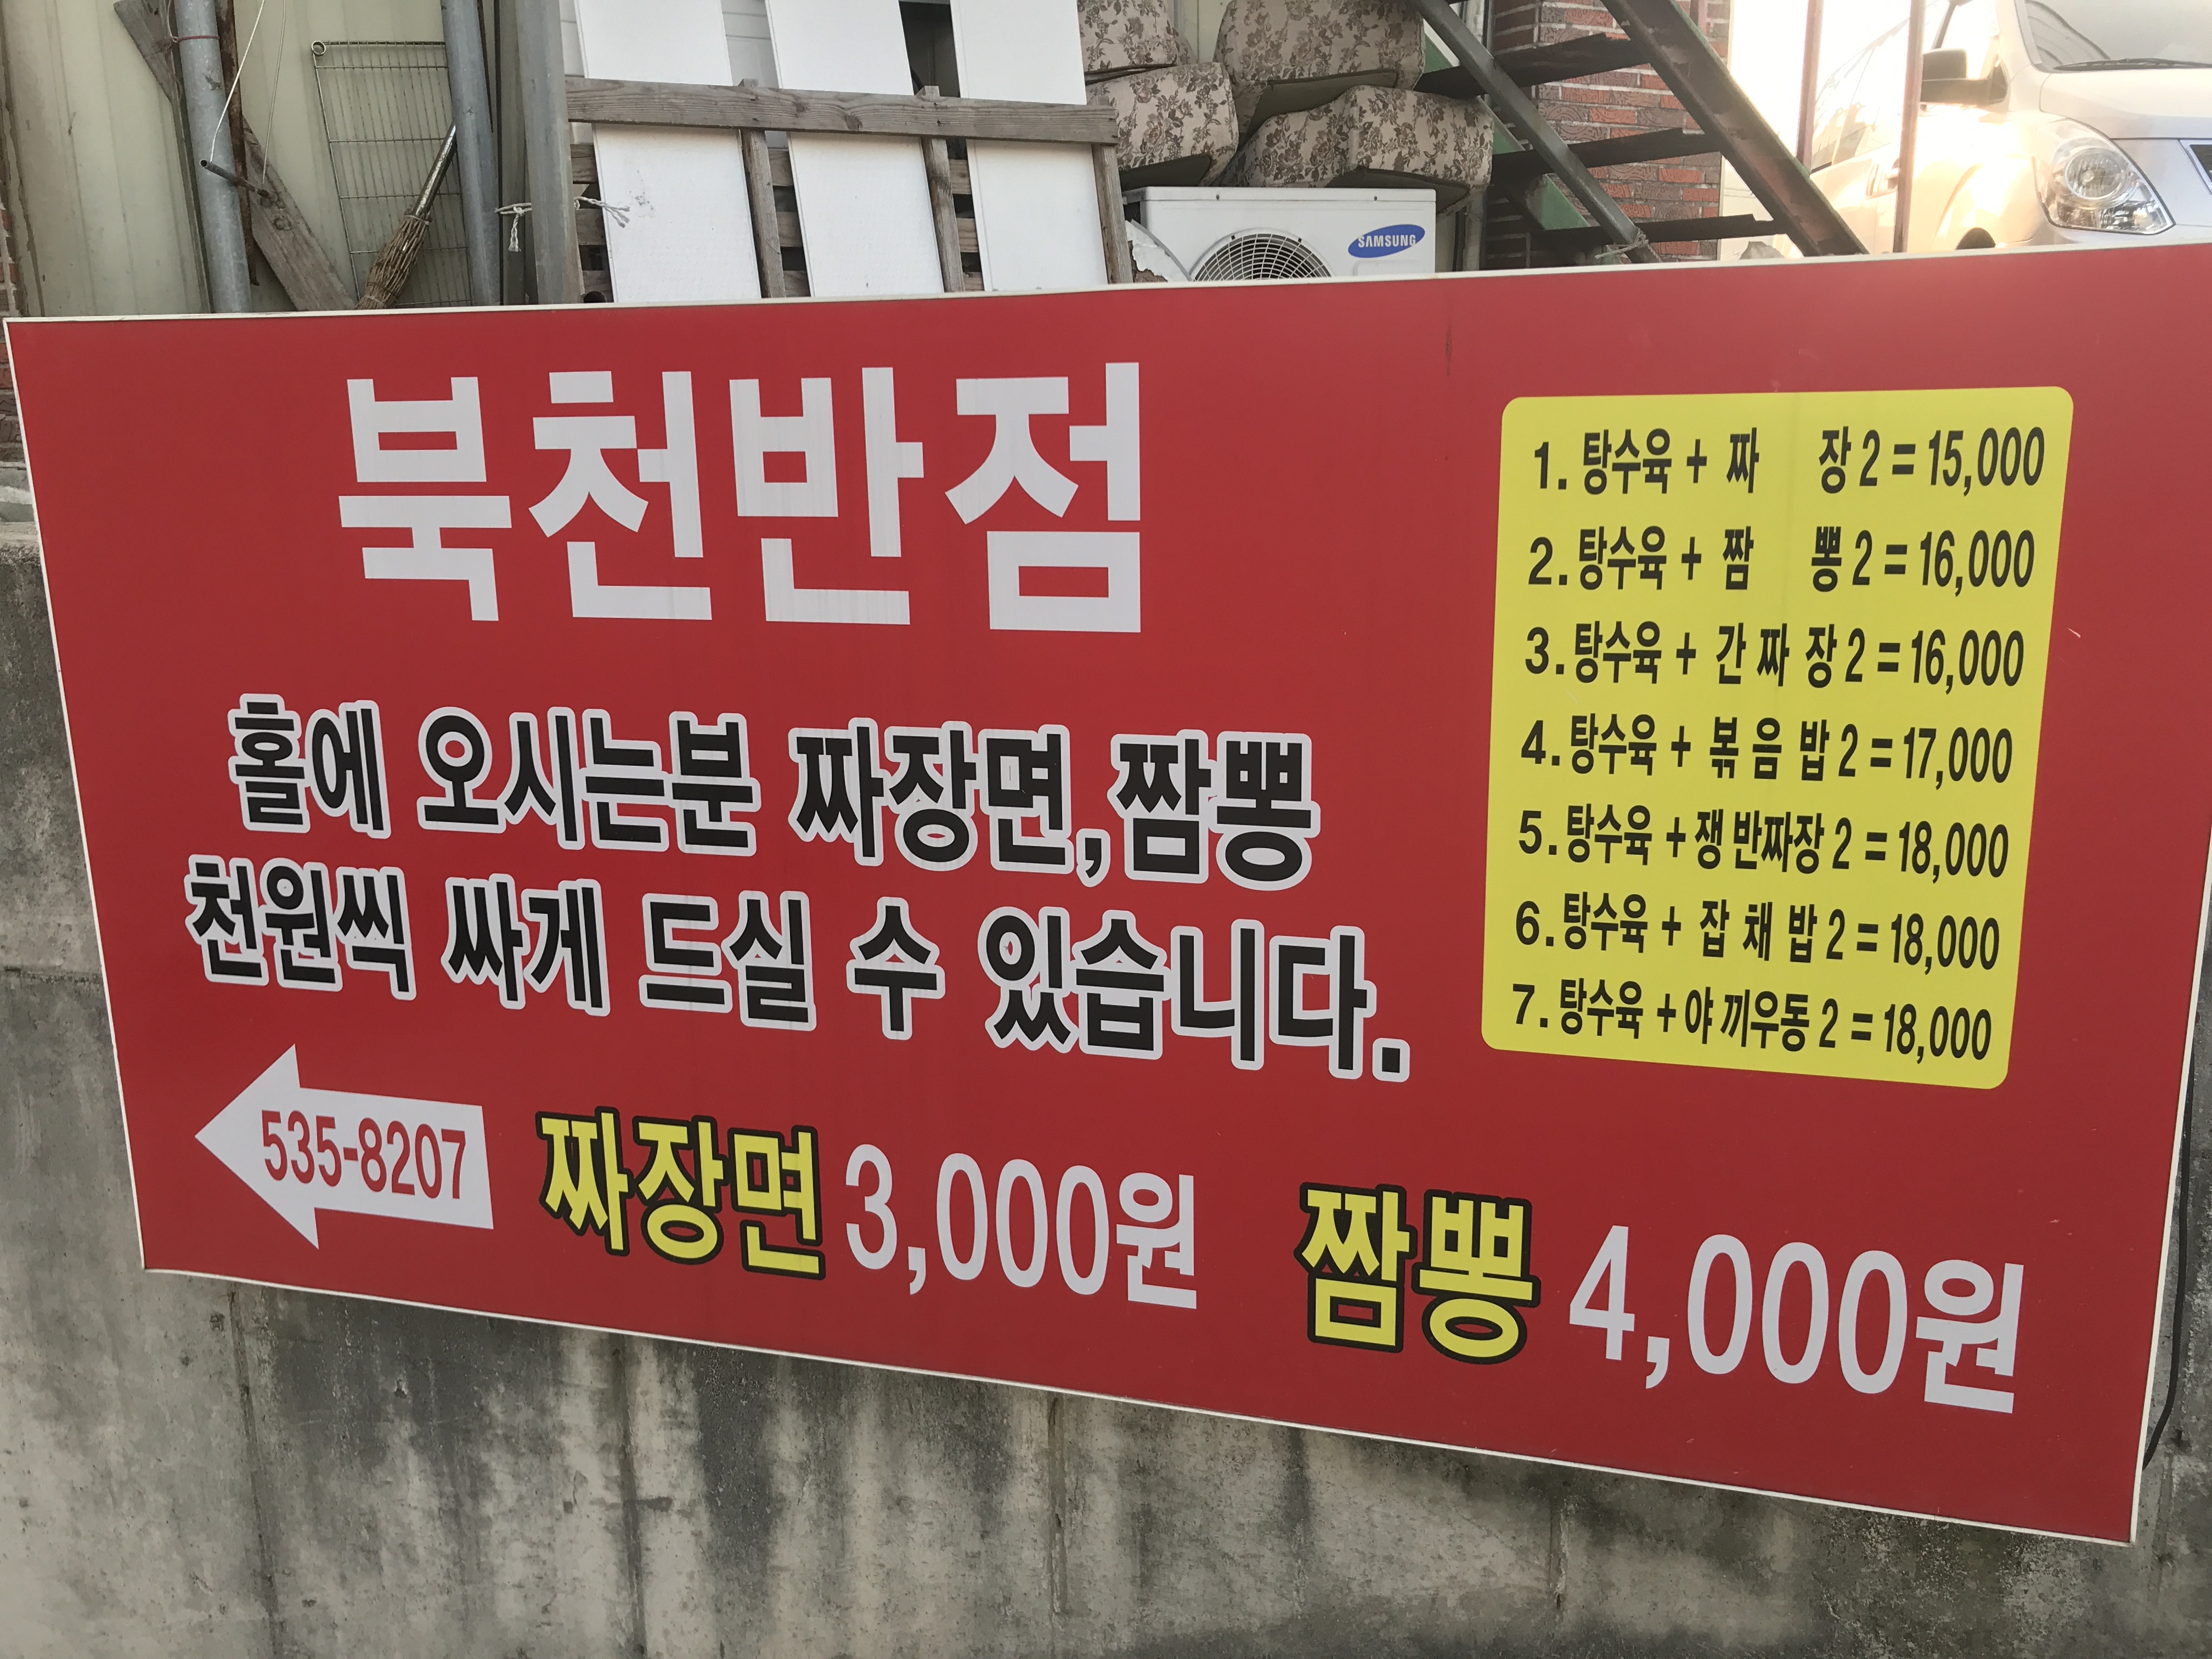 SAMSUNG
북천반점
홀에 오시는분 짜장면,짬뽕
천원씩 싸게 드실 수 있습니다.
535-8207
짜장면 3,000원 짬뽕 4,000원
1. 탕수육 + 짜 장 2 = 15,000
2. 탕수육 + 짬 뽕 2 = 16,000
3. 탕수육 + 간 짜 장 2 = 16,000
4. 탕수육 + 볶 음 밥 2 = 17,000
5. 탕수육 + 쟁 반짜장 2 = 18,000
6. 탕수육 + 잡 채 밥 2 = 18,000
7. 탕수육 + 야 끼우동 2 = 18,000